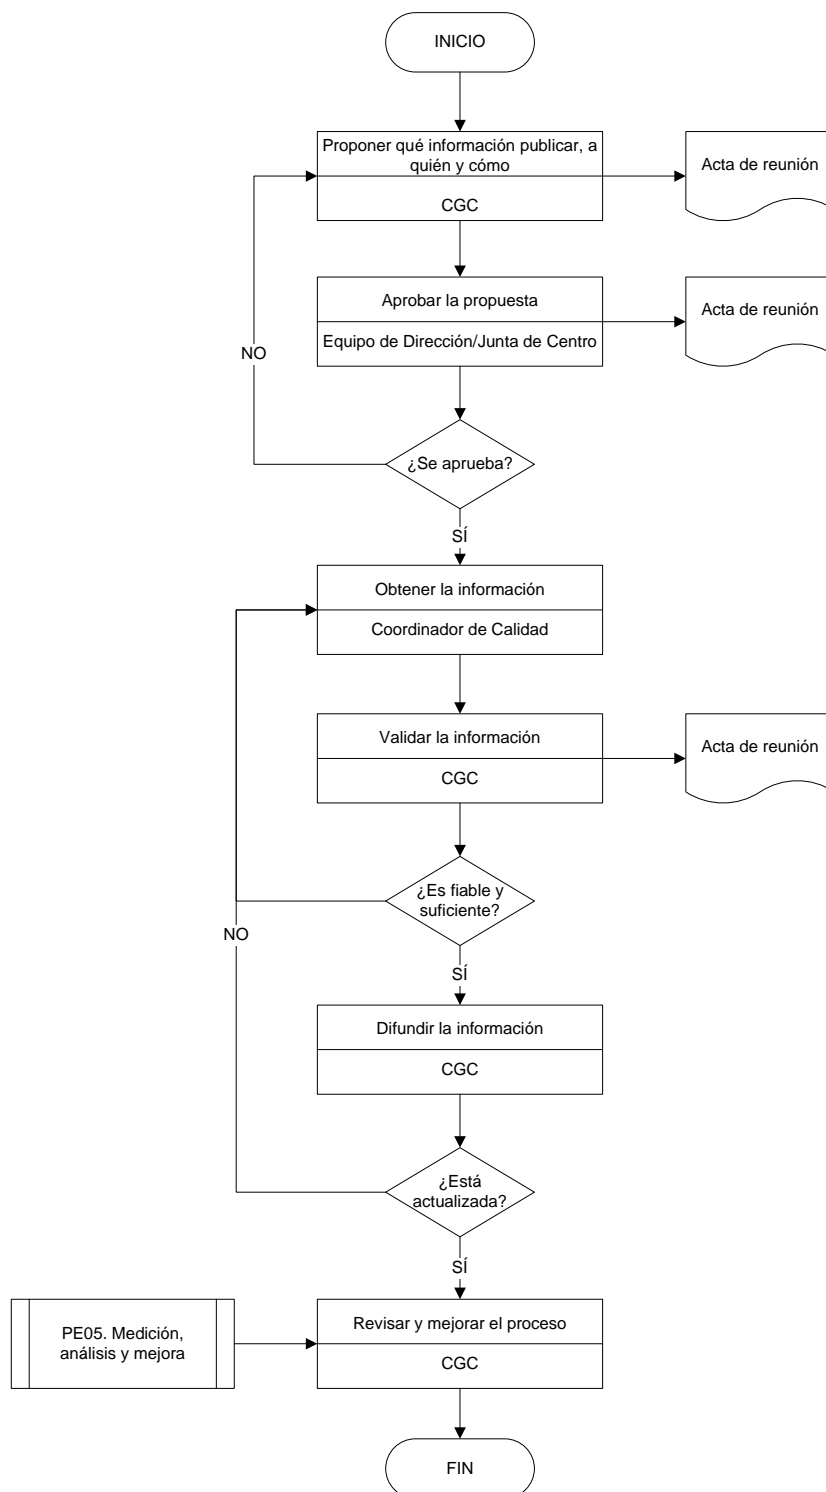 INICIO
Proponer qué información publicar, a
quién y cómo
CGC
Acta de reunión
Aprobar la propuesta
Equipo de Dirección/Junta de Centro
Acta de reunión
NO
¿Se aprueba?
SÍ
Obtener la información
Coordinador de Calidad
Validar la información
CGC
Acta de reunión
¿Es fiable y
suficiente?
NO
SÍ
Difundir la información
CGC
¿Está
actualizada?
SÍ
PE05. Medición,
análisis y mejora
Revisar y mejorar el proceso
CGC
FIN